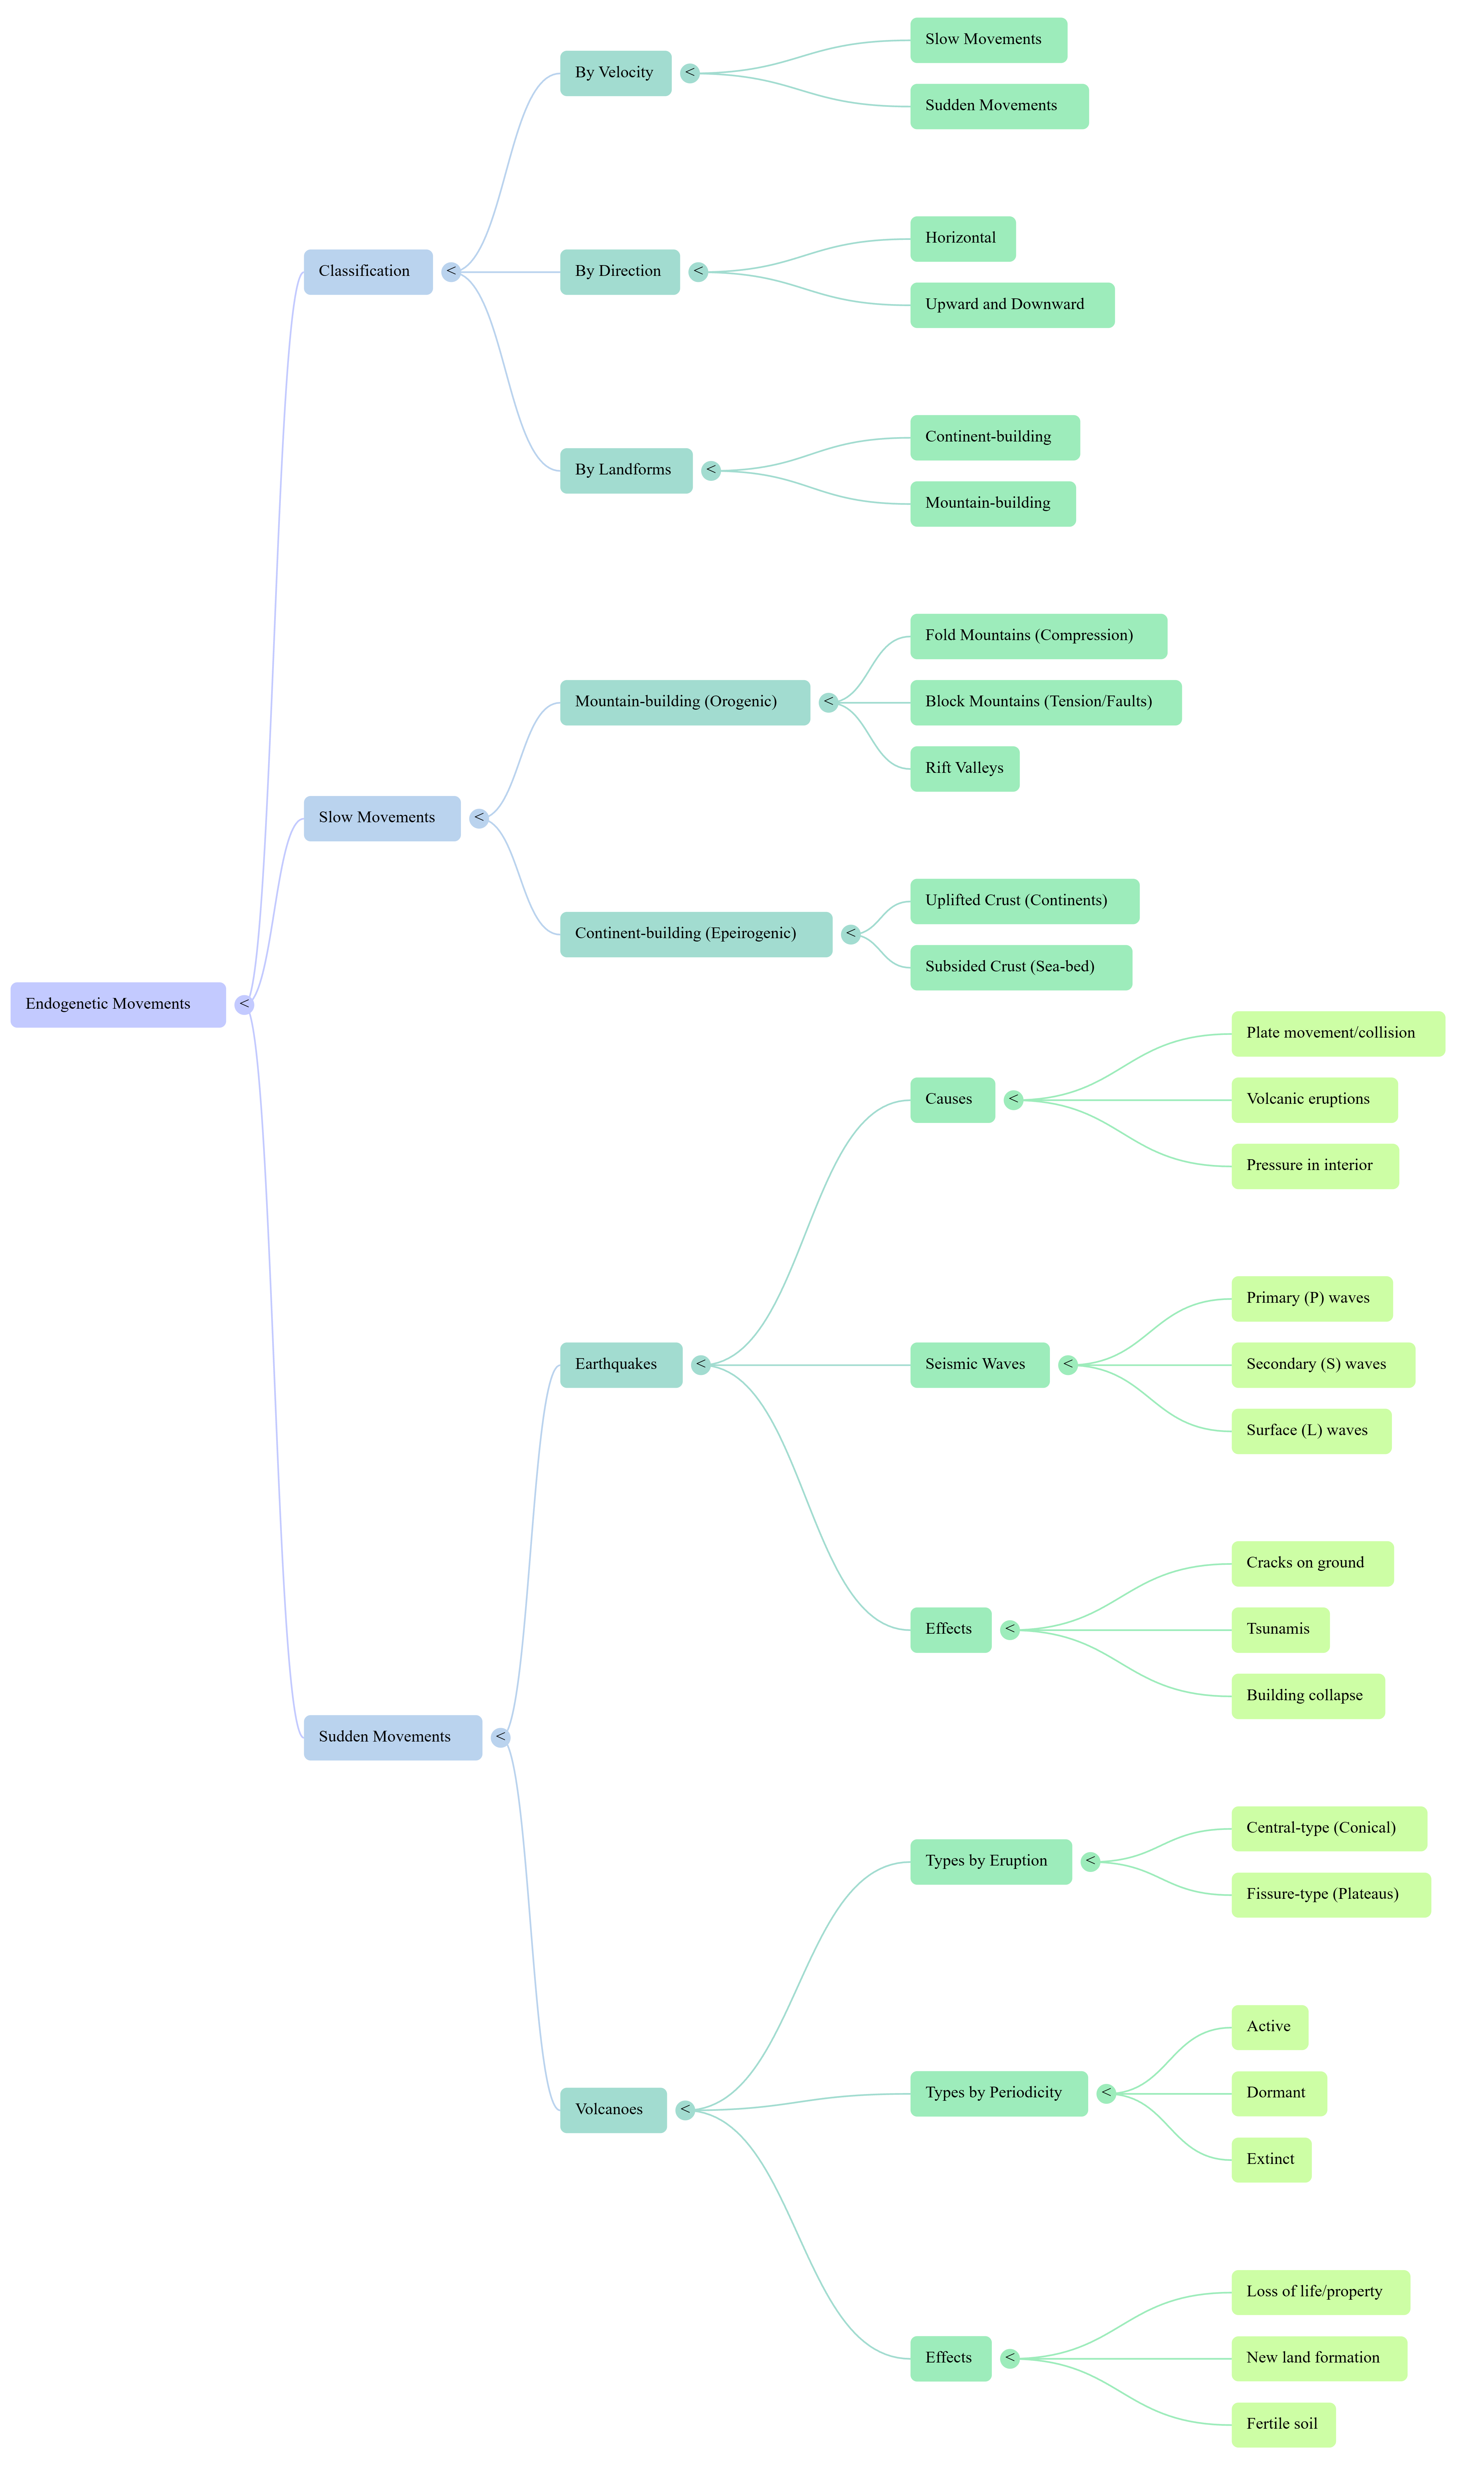 Endogenetic Movements
<
Classification
<
By Velocity
<
Slow Movements
Sudden Movements
By Direction
<
Horizontal
Upward and Downward
By Landforms
<
Continent-building
Mountain-building
Slow Movements
<
Mountain-building (Orogenic)
<
Fold Mountains (Compression)
Block Mountains (Tension/Faults)
Rift Valleys
Continent-building (Epeirogenic)
<
Uplifted Crust (Continents)
Subsided Crust (Sea-bed)
Sudden Movements
<
Earthquakes
<
Causes
<
Plate movement/collision
Volcanic eruptions
Pressure in interior
Seismic Waves
<
Primary (P) waves
Secondary (S) waves
Surface (L) waves
Effects
<
Cracks on ground
Tsunamis
Building collapse
Volcanoes
<
Types by Eruption
<
Central-type (Conical)
Fissure-type (Plateaus)
Types by Periodicity
<
Active
Dormant
Extinct
Effects
<
Loss of life/property
New land formation
Fertile soil